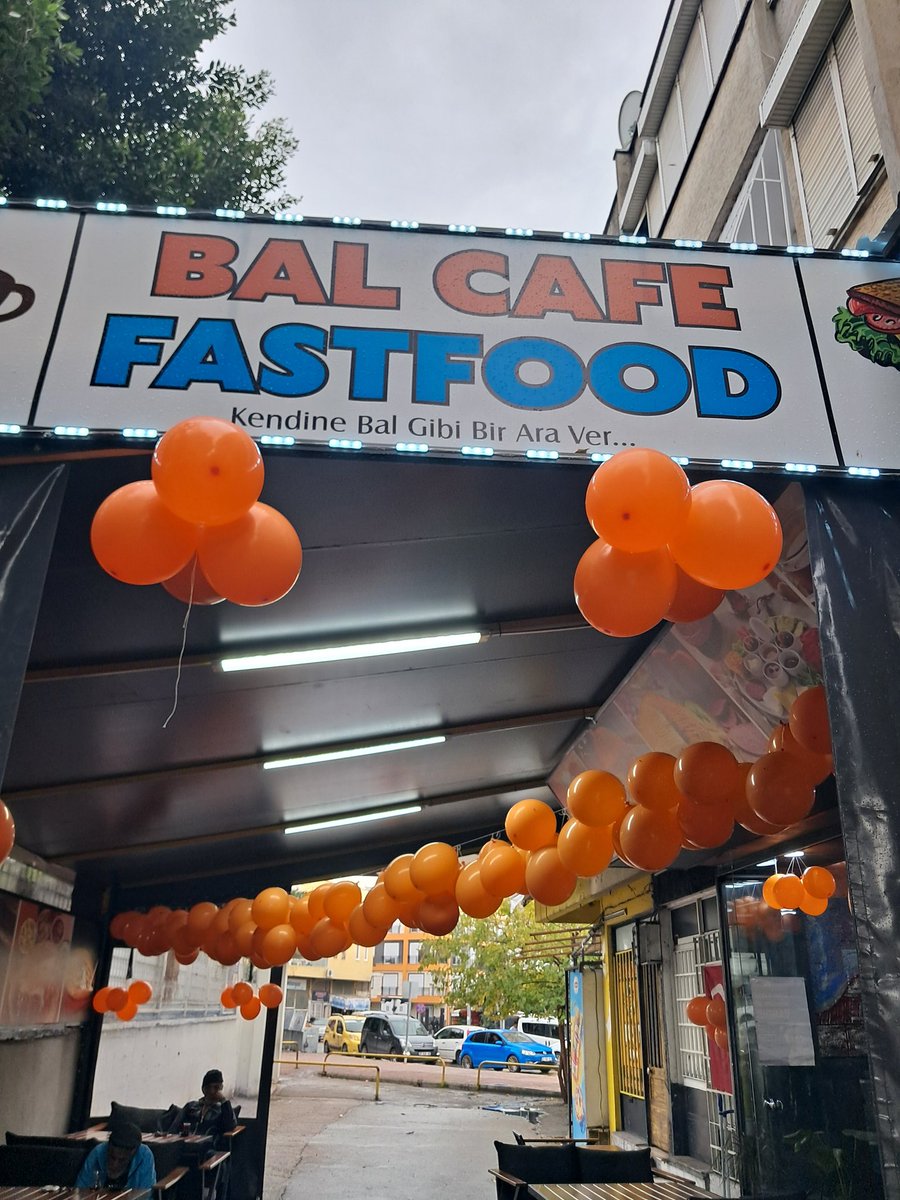 BAL CAFE
FASTFOOD
Kendine Bal Gibi Bir Ara Ver...